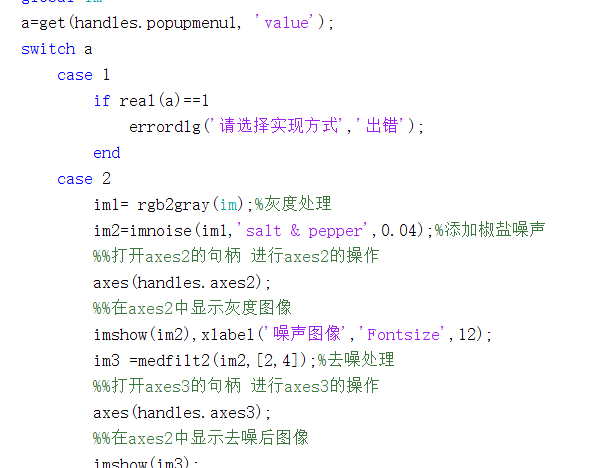 global im
a=get(handles.popupmenu1, 'value');
switch a
case 1
if real(a)==1
errordlg('请选择实现方式','出错');
end
case 2
im1= rgb2gray(im);%灰度处理
im2=imnoise(im1,'salt & pepper',0.04);%添加椒盐噪声
%%打开axes2的句柄 进行axes2的操作
axes(handles.axes2);
%%在axes2中显示灰度图像
imshow(im2),xlabel('噪声图像','Fontsize',12);
im3 =medfilt2(im2,[2,4]);%去噪处理
%%打开axes3的句柄 进行axes3的操作
axes(handles.axes3);
%%在axes2中显示去噪后图像
imshow(im3);